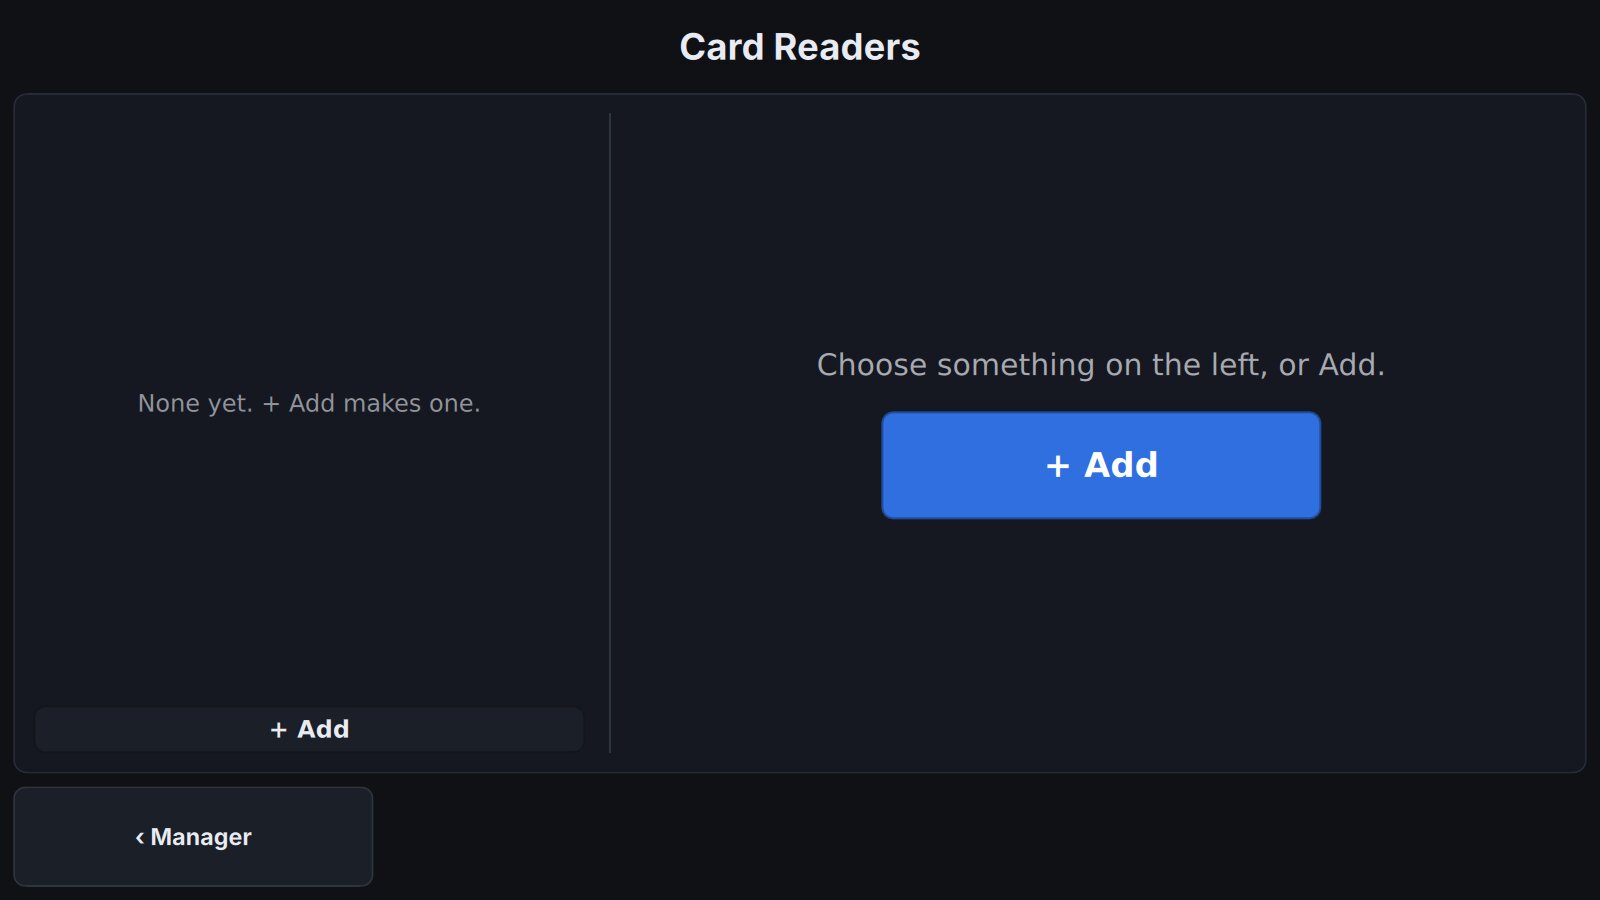 Card Readers
None yet. + Add makes one.
+ Add
Choose something on the left, or Add.
+ Add
‹ Manager